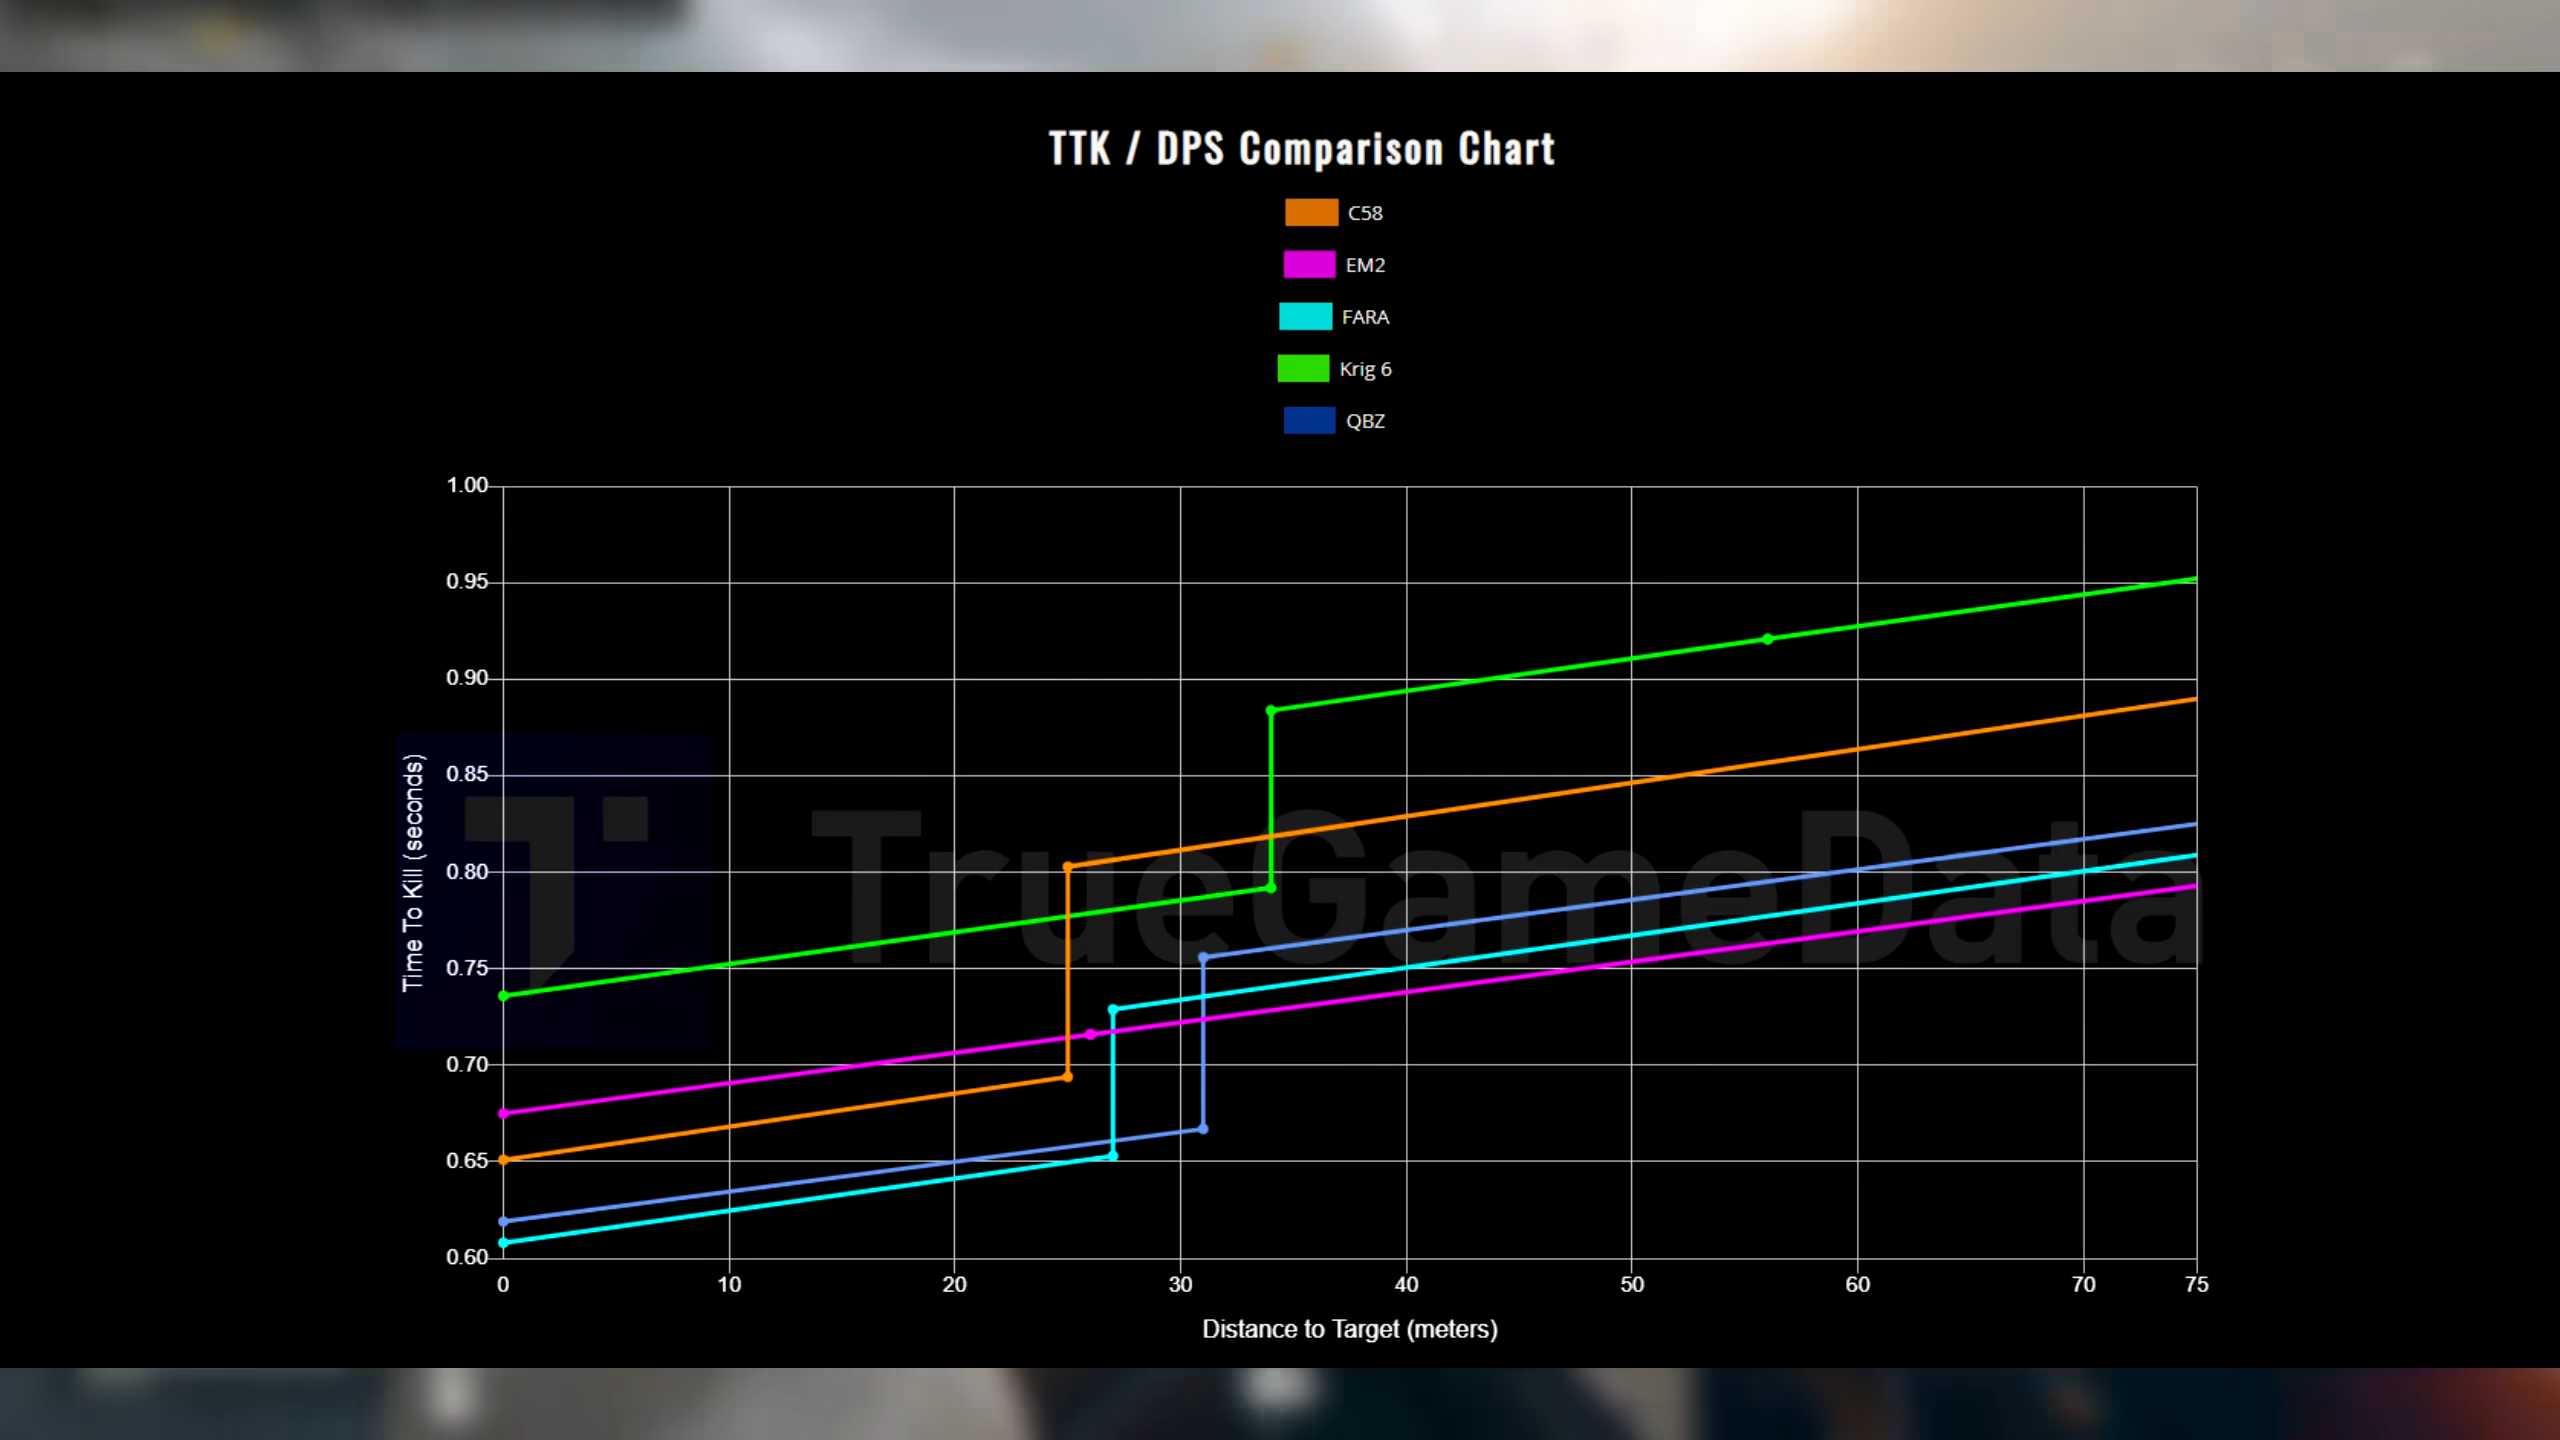 TTK / DPS Comparison Chart
C58
EM2
FARA
Krig 6
QBZ
1.00
0.95
0.90
0.85
0.80
0.75
0.70
0.65
0.60
Time To Kill (seconds)
TrueGameData
0 10 20 30 40 50 60 70 75
Distance to Target (meters)